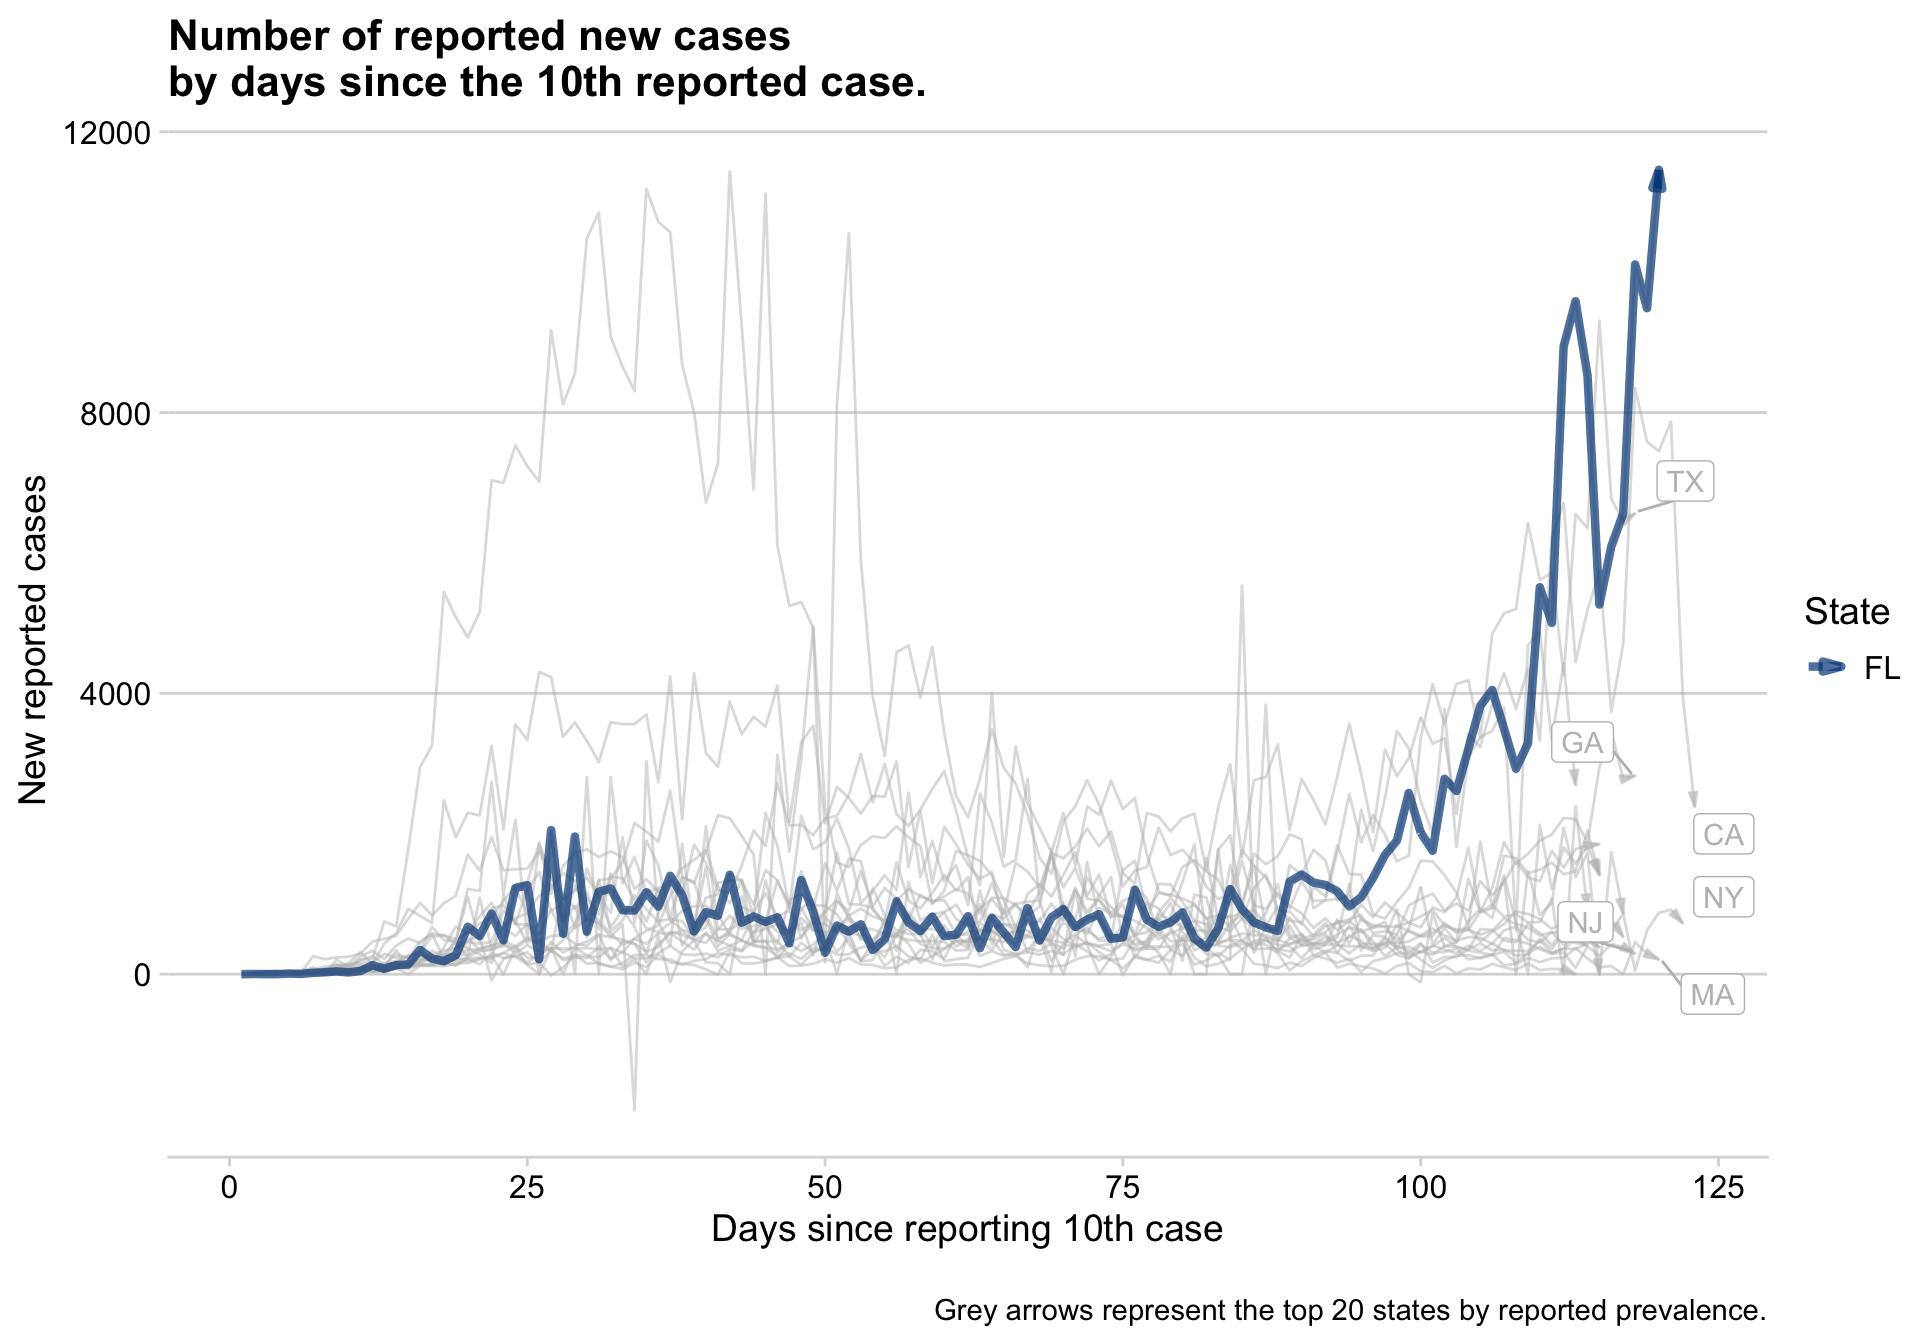 Number of reported new cases
by days since the 10th reported case.
12000
8000
4000
0
New reported cases
TX
GA
CA
NY
NJ
MA
State
FL
0 25 50 75 100 125
Days since reporting 10th case
Grey arrows represent the top 20 states by reported prevalence.